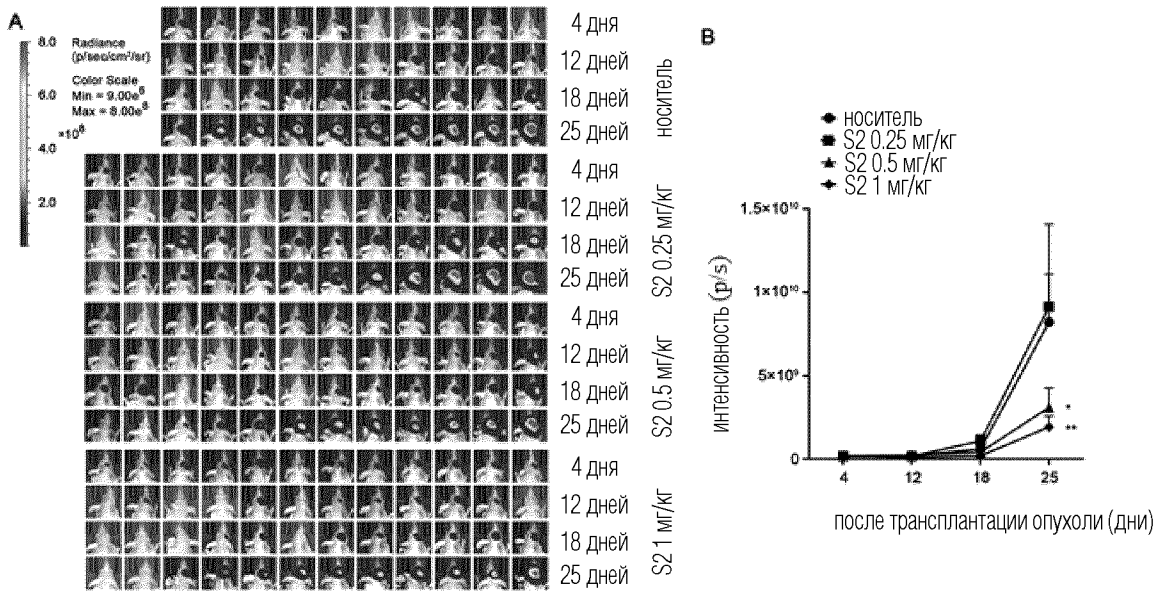 A
8.0
6.0
×10⁸
4.0
2.0
Radiance
(p/sec/cm²/sr)
Color Scale
Min = 9.00e⁶
Max = 8.00e⁸
4 дня
12 дней
18 дней
25 дней
носитель
4 дня
12 дней
18 дней
25 дней
S2 0.25 мг/кг
4 дня
12 дней
18 дней
25 дней
S2 0.5 мг/кг
4 дня
12 дней
18 дней
25 дней
S2 1 мг/кг
B
носитель
S2 0.25 мг/кг
S2 0.5 мг/кг
S2 1 мг/кг
интенсивность (p/s)
1.5×10¹⁰
1×10¹⁰
5×10⁹
0
*
**
4 12 18 25
после трансплантации опухоли (дни)